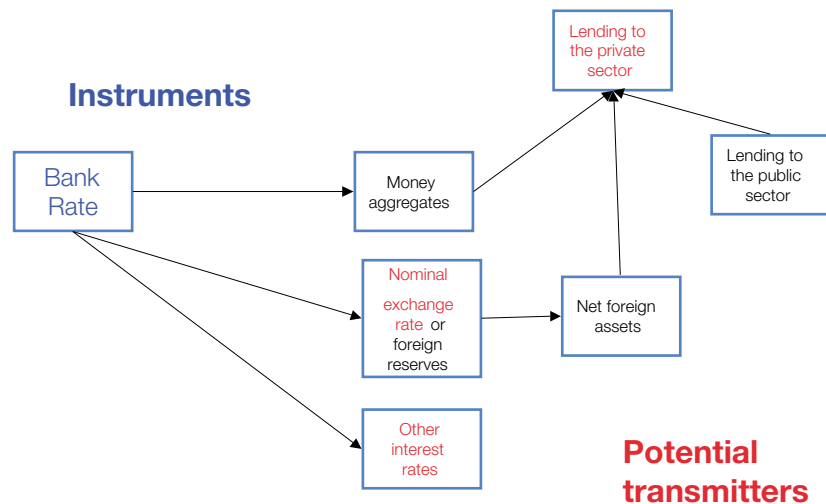 Lending to
the private
sector
Instruments
Lending to
the public
sector
Bank
Rate
Money
aggregates
Nominal
exchange
rate or
foreign
reserves
Net foreign
assets
Other
interest
rates
Potential
transmitters